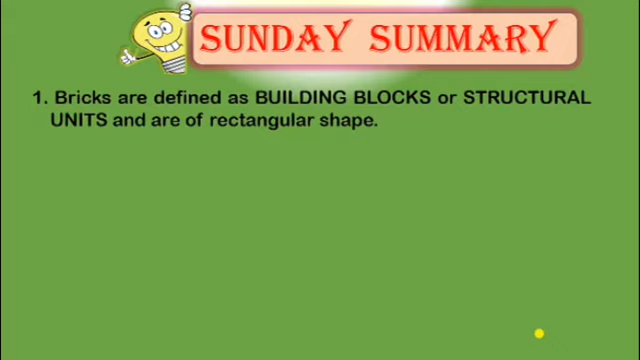 SUNDAY SUMMARY
1. Bricks are defined as BUILDING BLOCKS or STRUCTURAL
UNITS and are of rectangular shape.